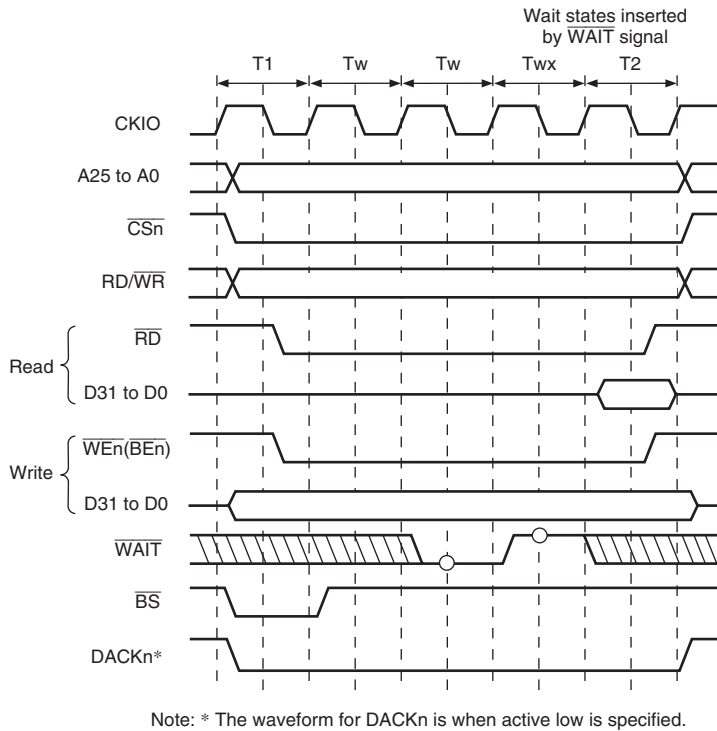 Wait states inserted
by WAIT signal
T1 Tw Tw Twx T2
CKIO
A25 to A0
CSn
RD/WR
Read
RD
D31 to D0
Write
WEn(BEn)
D31 to D0
WAIT
BS
DACKn*
Note: * The waveform for DACKn is when active low is specified.